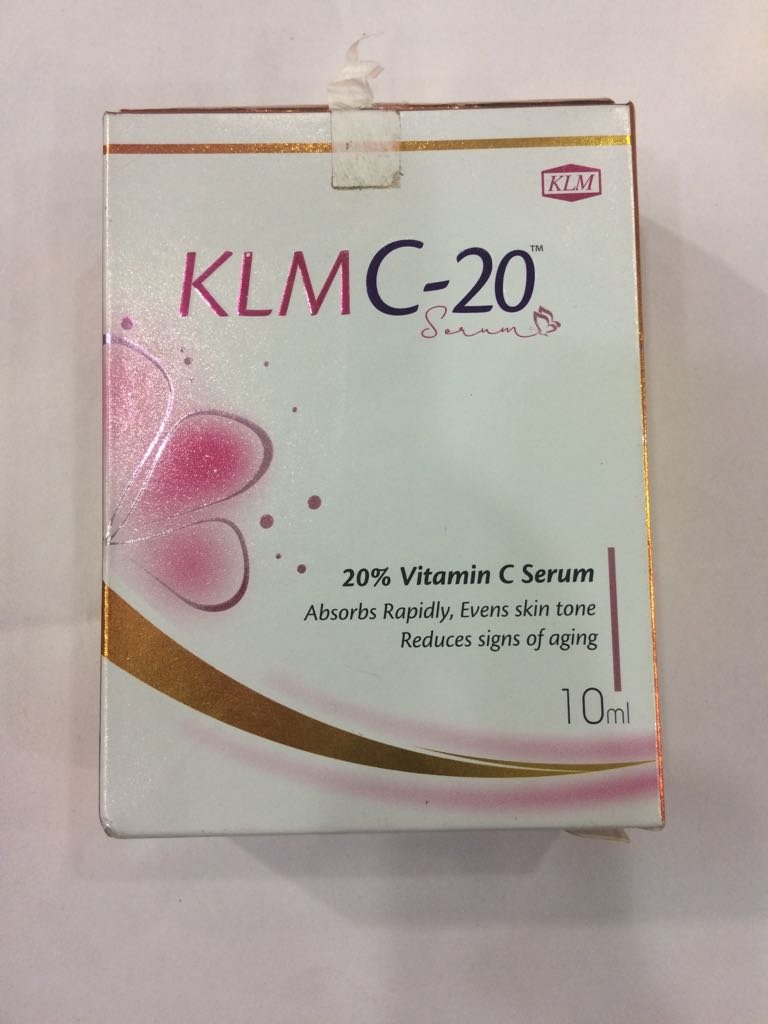 KLM
KLM C-20™
Serum
20% Vitamin C Serum
Absorbs Rapidly, Evens skin tone
Reduces signs of aging
10ml